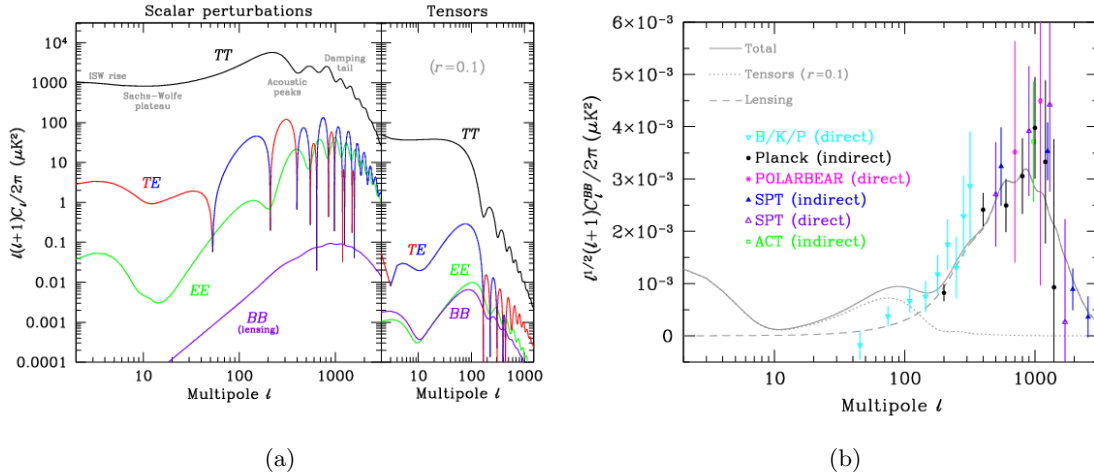 Scalar perturbations
Tensors
10⁴
1000
100
10
1
0.1
0.01
0.001
0.0001
ℓ(ℓ+1)Cℓ/2π (μK²)
TT
Damping
tail
ISW rise
Sachs-Wolfe
plateau
Acoustic
peaks
(r=0.1)
TT
TE
EE
BB
(lensing)
TE
EE
BB
10 100 1000
10 100 1000
Multipole ℓ
Multipole ℓ
(a)
6×10⁻³
5×10⁻³
4×10⁻³
3×10⁻³
2×10⁻³
10⁻³
0
ℓ¹ᐟ²(ℓ+1)Cℓᴮᴮ/2π (μK²)
Total
Tensors (r=0.1)
Lensing
B/K/P (direct)
Planck (indirect)
POLARBEAR (direct)
SPT (indirect)
SPT (direct)
ACT (indirect)
10 100 1000
Multipole ℓ
(b)